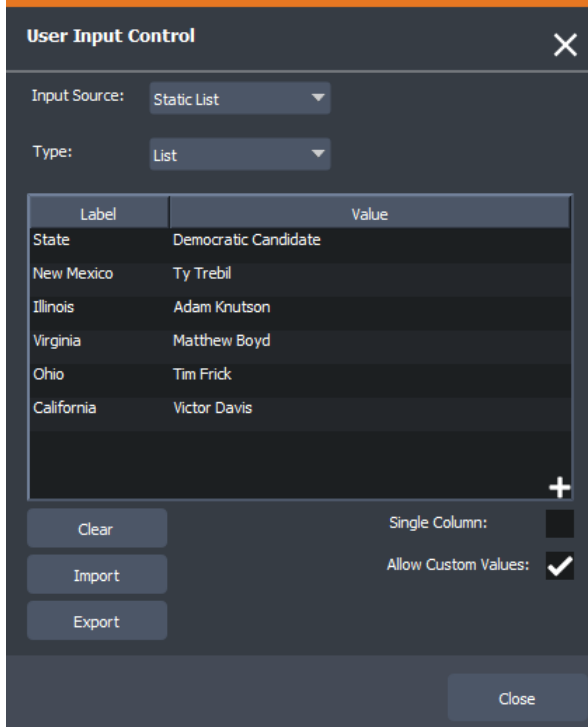 User Input Control
Input Source: Static List
Type: List
Label Value
State Democratic Candidate
New Mexico Ty Trebil
Illinois Adam Knutson
Virginia Matthew Boyd
Ohio Tim Frick
California Victor Davis
Clear Single Column:
Import Allow Custom Values:
Export
Close